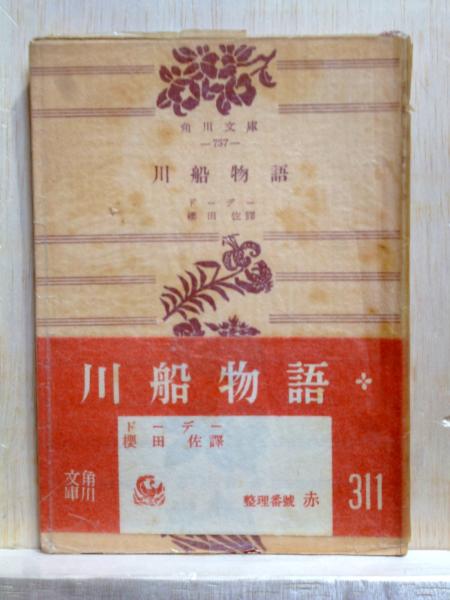 角川文庫
—737—
川船物語
ドーデー
櫻田佐譯
川船物語
ドーデー
櫻田佐譯
角川文庫
整理番號 赤 311